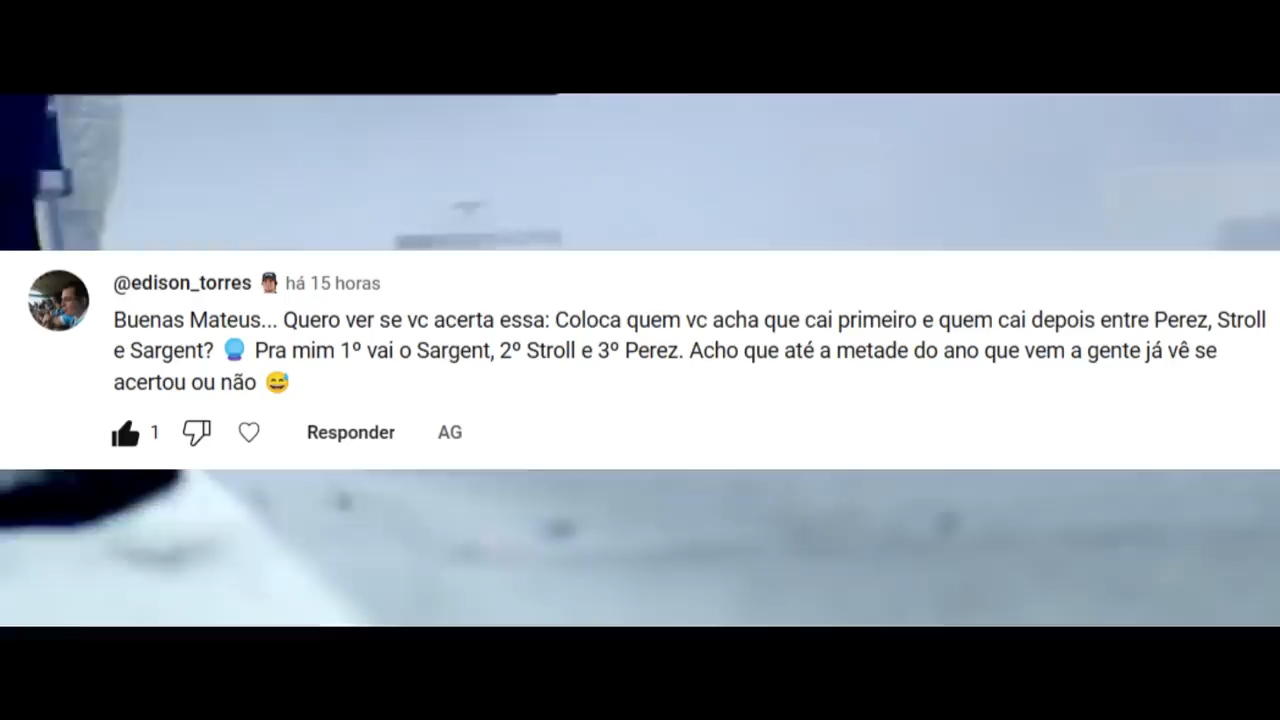 @edison_torres há 15 horas
Buenas Mateus... Quero ver se vc acerta essa: Coloca quem vc acha que cai primeiro e quem cai depois entre Perez, Stroll
e Sargent? 🔮 Pra mim 1º vai o Sargent, 2º Stroll e 3º Perez. Acho que até a metade do ano que vem a gente já vê se
acertou ou não 😅
1 Responder AG